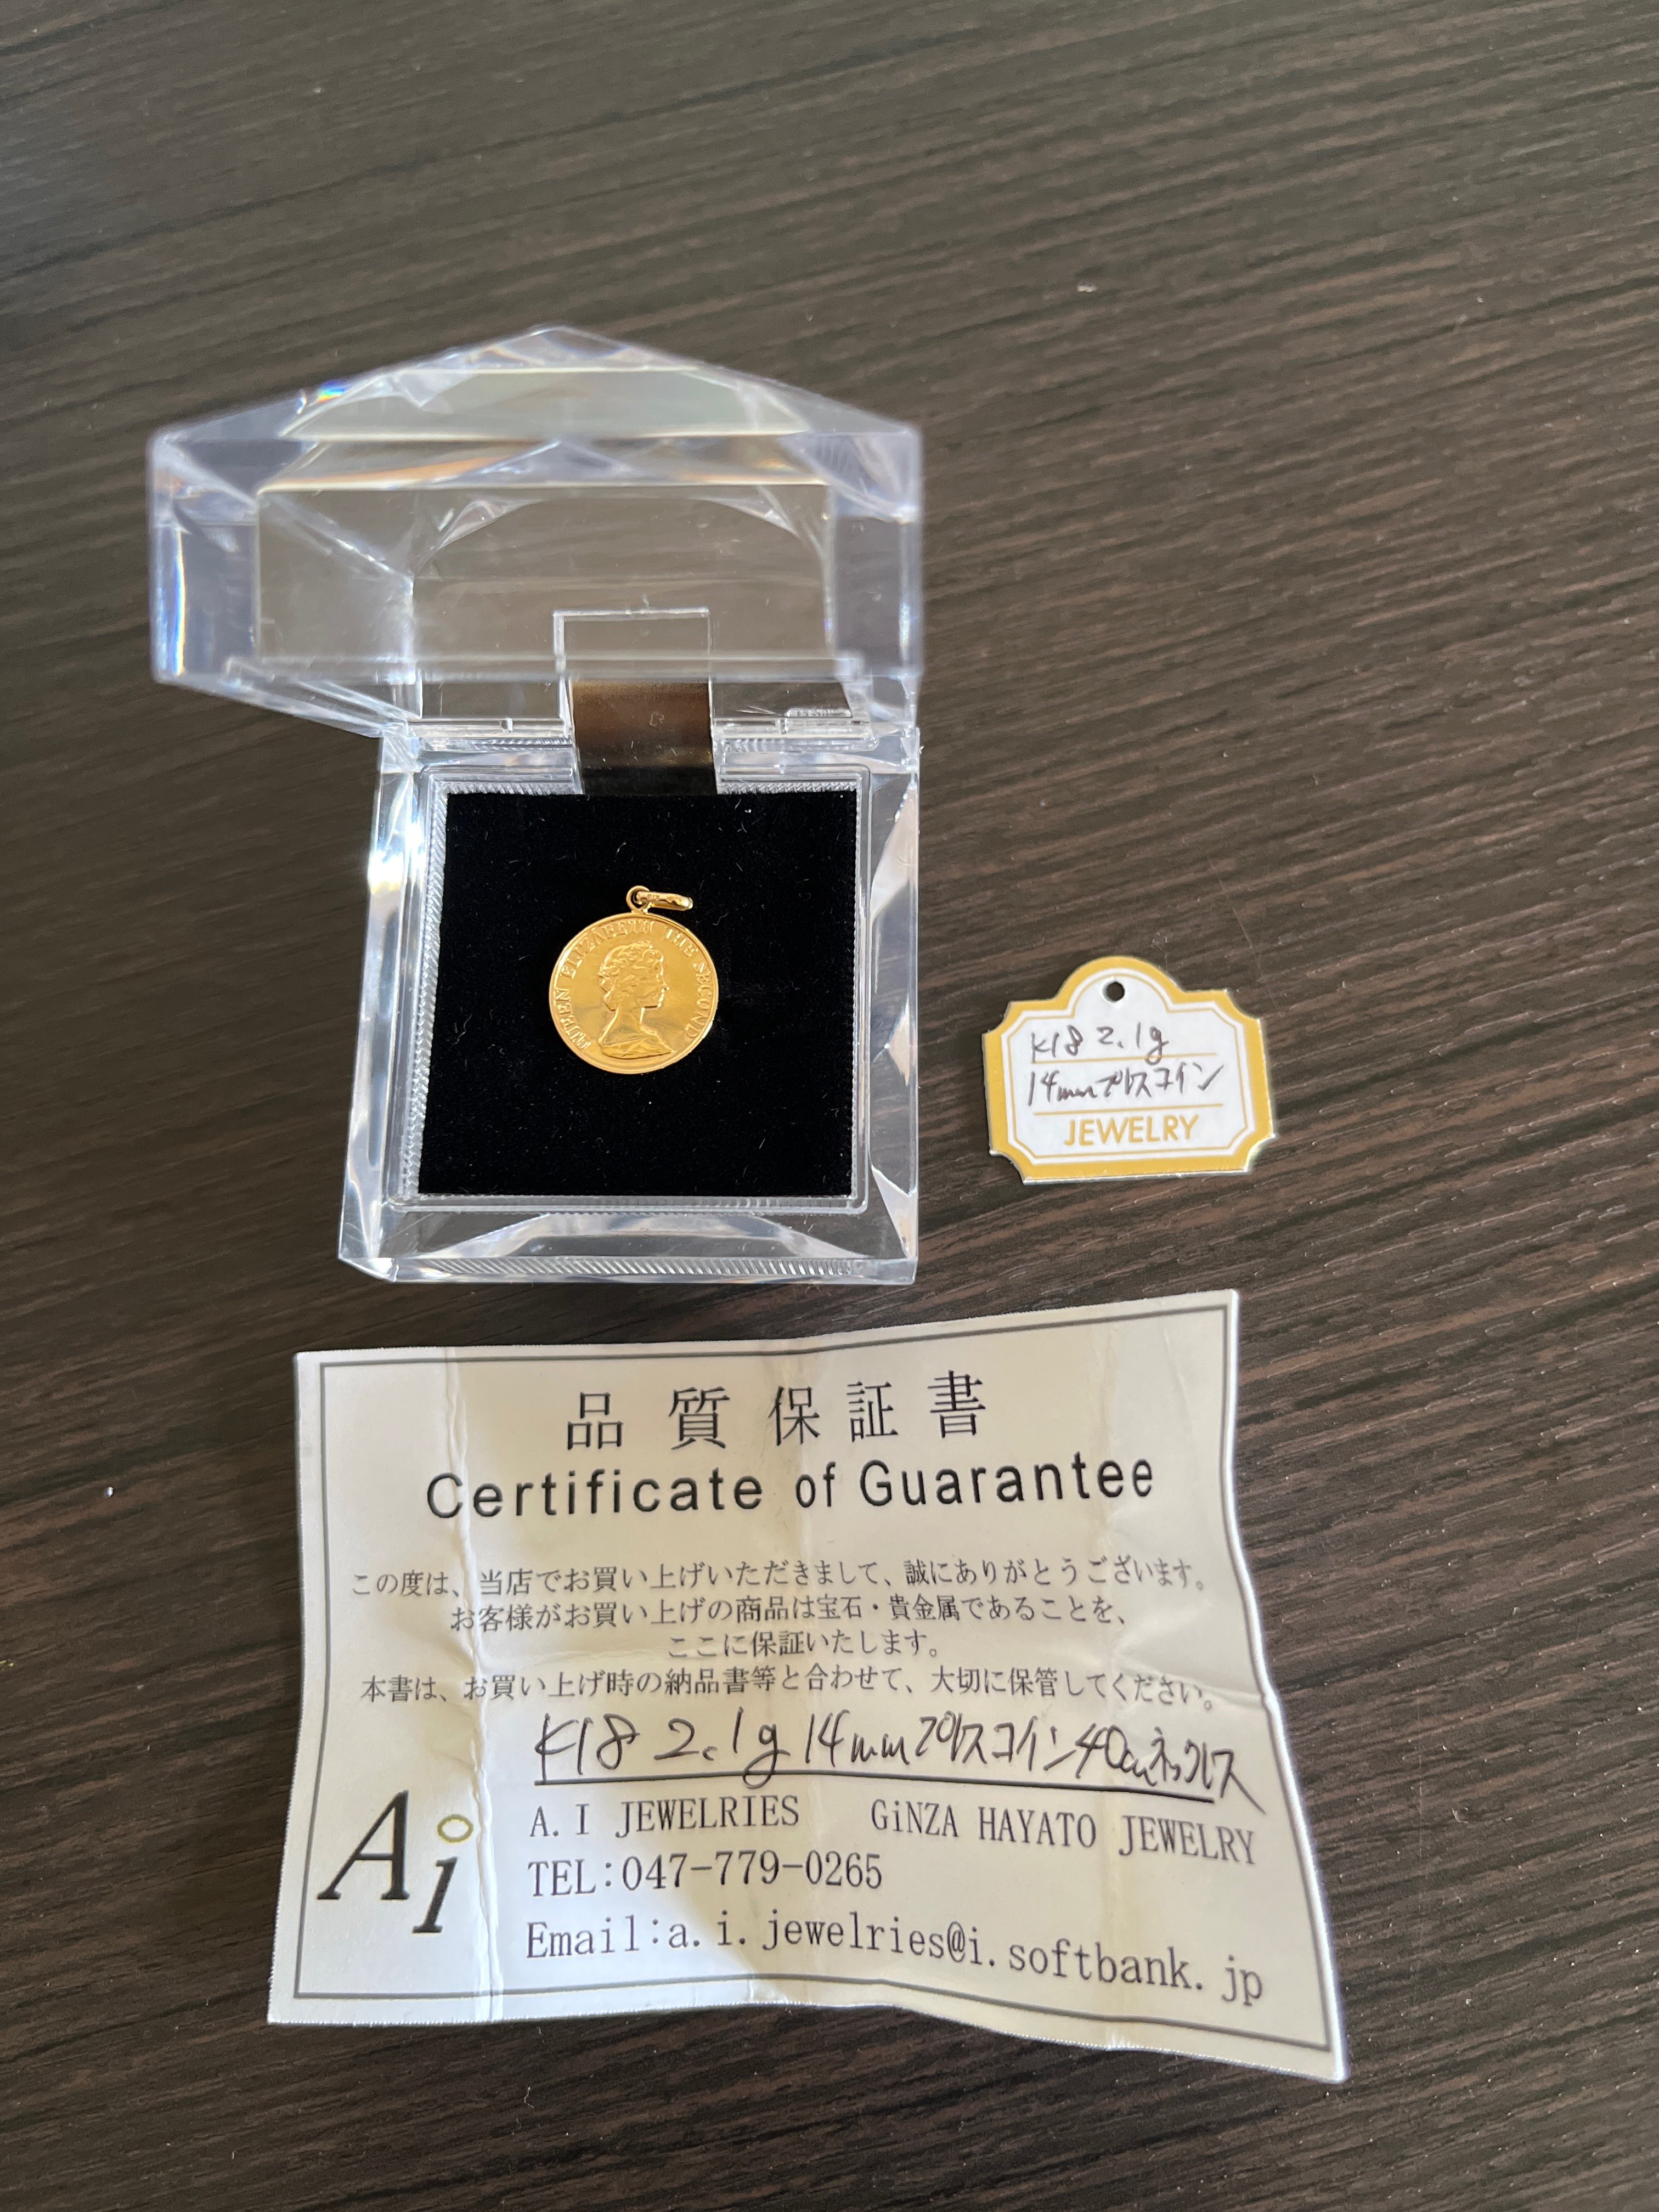 QUEEN ELIZABETH THE SECOND
K18 2.1g
14mmプレスコイン
JEWELRY
品質保証書
Certificate of Guarantee
この度は、当店でお買い上げいただきまして、誠にありがとうございます。
お客様がお買い上げの商品は宝石・貴金属であることを、
ここに保証いたします。
本書は、お買い上げ時の納品書等と合わせて、大切に保管してください。
K18 2.1g 14mmプレスコイン40cmネックレス
Ai
A.I JEWELRIES GiNZA HAYATO JEWELRY
TEL:047-779-0265
Email:a.i.jewelries@i.softbank.jp